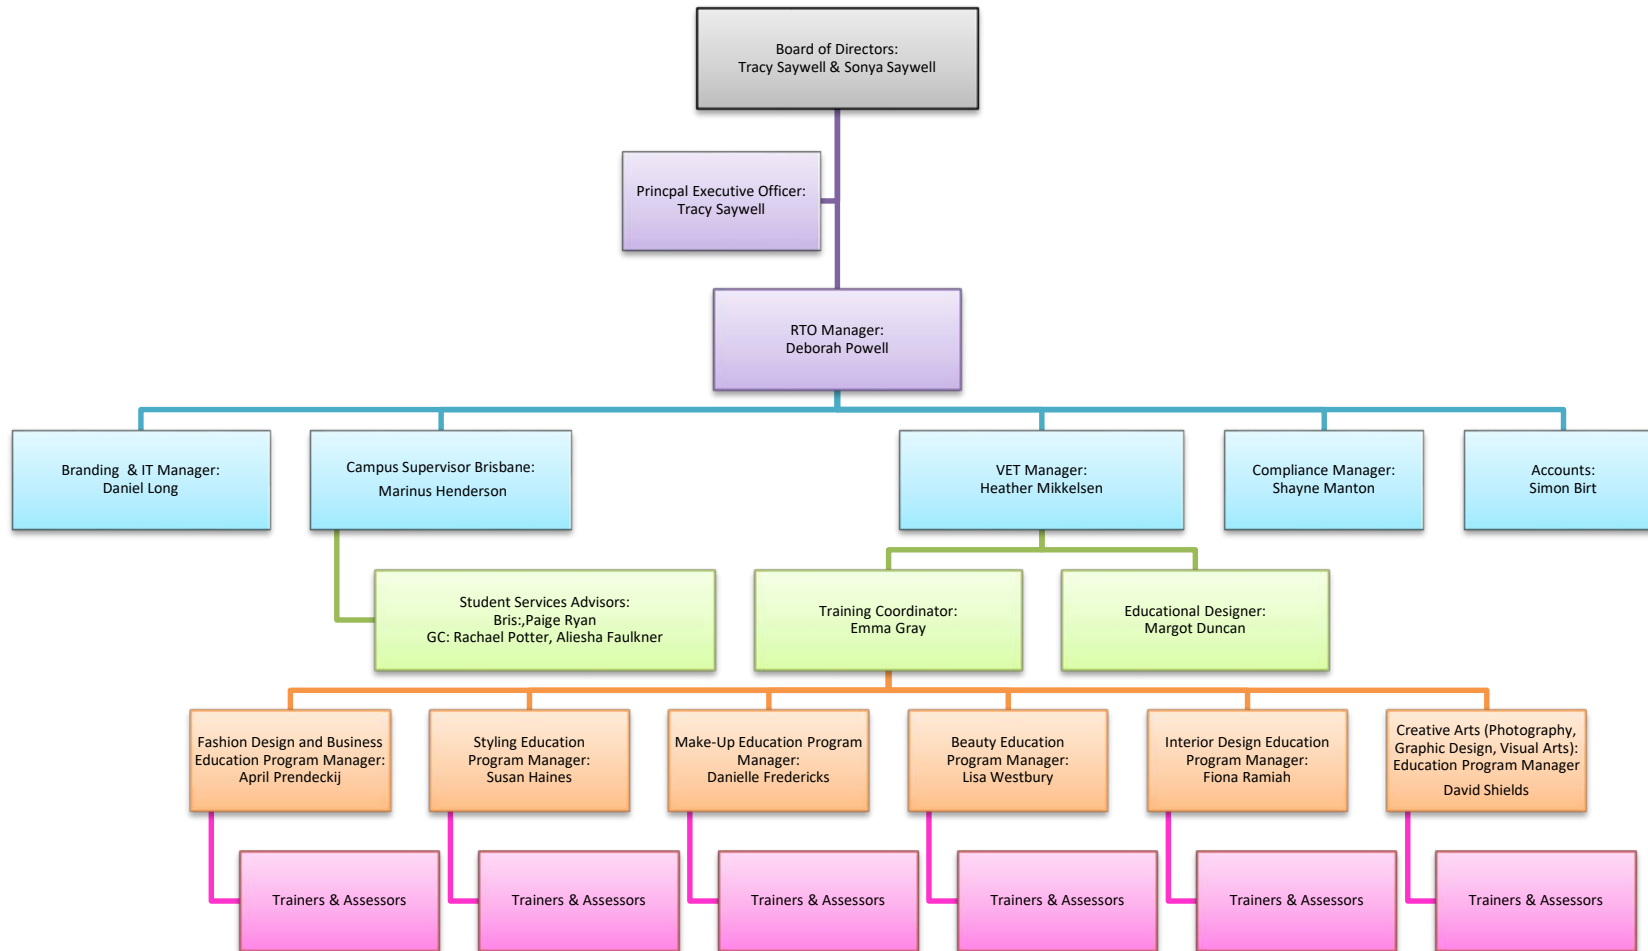 Board of Directors:
Tracy Saywell & Sonya Saywell
Princpal Executive Officer:
Tracy Saywell
RTO Manager:
Deborah Powell
Branding  & IT Manager:
Daniel Long
Campus Supervisor Brisbane:
Marinus Henderson
VET Manager:
Heather Mikkelsen
Compliance Manager:
Shayne Manton
Accounts:
Simon Birt
Student Services Advisors:
Bris:,Paige Ryan
GC: Rachael Potter, Aliesha Faulkner
Training Coordinator:
Emma Gray
Educational Designer:
Margot Duncan
Fashion Design and Business
Education Program Manager:
April Prendeckij
Styling Education
Program Manager:
Susan Haines
Make-Up Education Program
Manager:
Danielle Fredericks
Beauty Education
Program Manager:
Lisa Westbury
Interior Design Education
Program Manager:
Fiona Ramiah
Creative Arts (Photography,
Graphic Design, Visual Arts):
Education Program Manager
David Shields
Trainers & Assessors
Trainers & Assessors
Trainers & Assessors
Trainers & Assessors
Trainers & Assessors
Trainers & Assessors